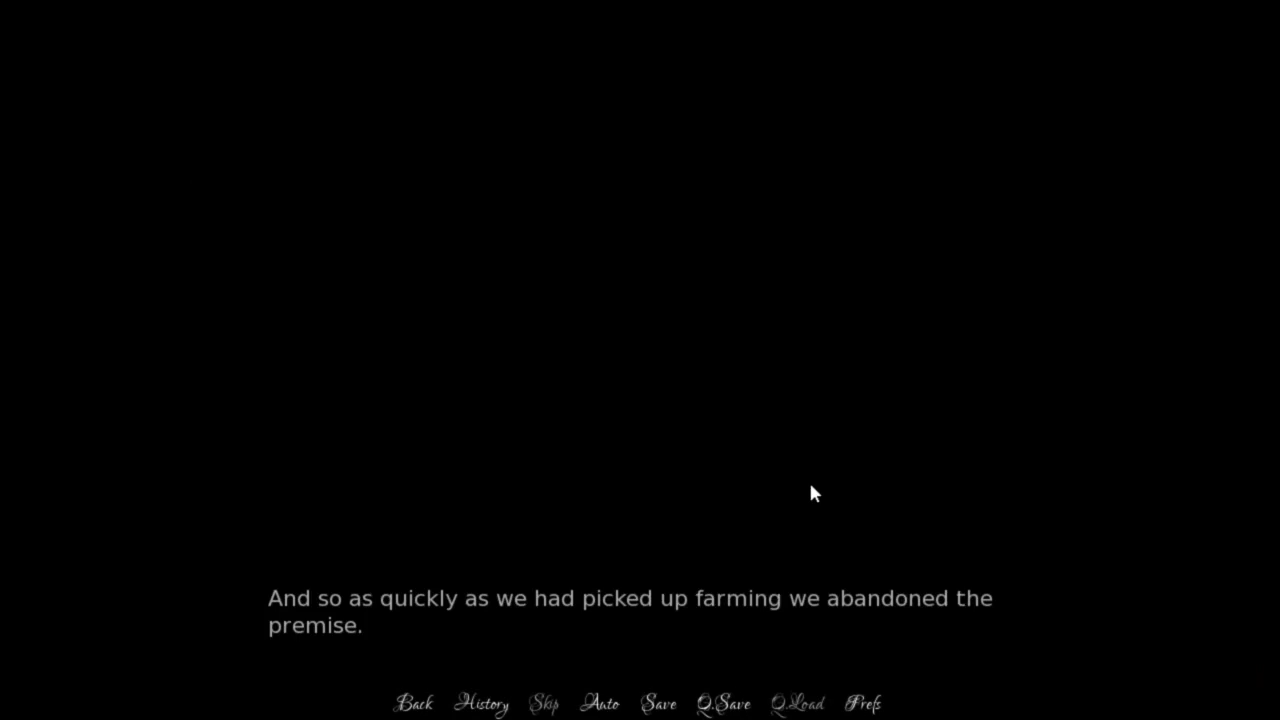 And so as quickly as we had picked up farming we abandoned the
premise.
Back History Skip Auto Save Q.Save Q.Load Prefs